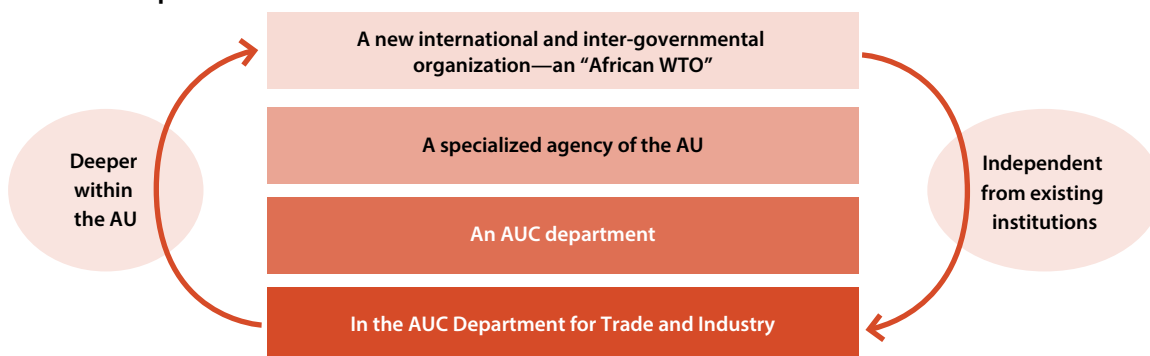 A new international and inter-governmental
organization—an “African WTO”
A specialized agency of the AU
Deeper
within
the AU
Independent
from existing
institutions
An AUC department
In the AUC Department for Trade and Industry